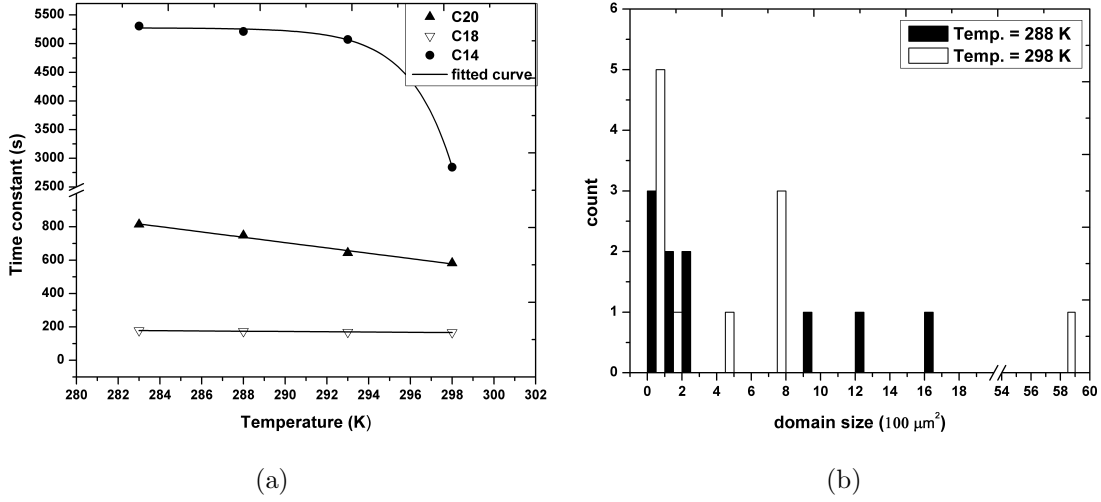 5500
5000
4500
4000
3500
3000
2500
800
600
400
200
0
Time constant (s)
C20
C18
C14
fitted curve
280 282 284 286 288 290 292 294 296 298 300 302
Temperature (K)
(a)
6
5
4
3
2
1
0
count
Temp. = 288 K
Temp. = 298 K
0 2 4 6 8 10 12 14 16 18 54 56 58 60
domain size (100 μm²)
(b)